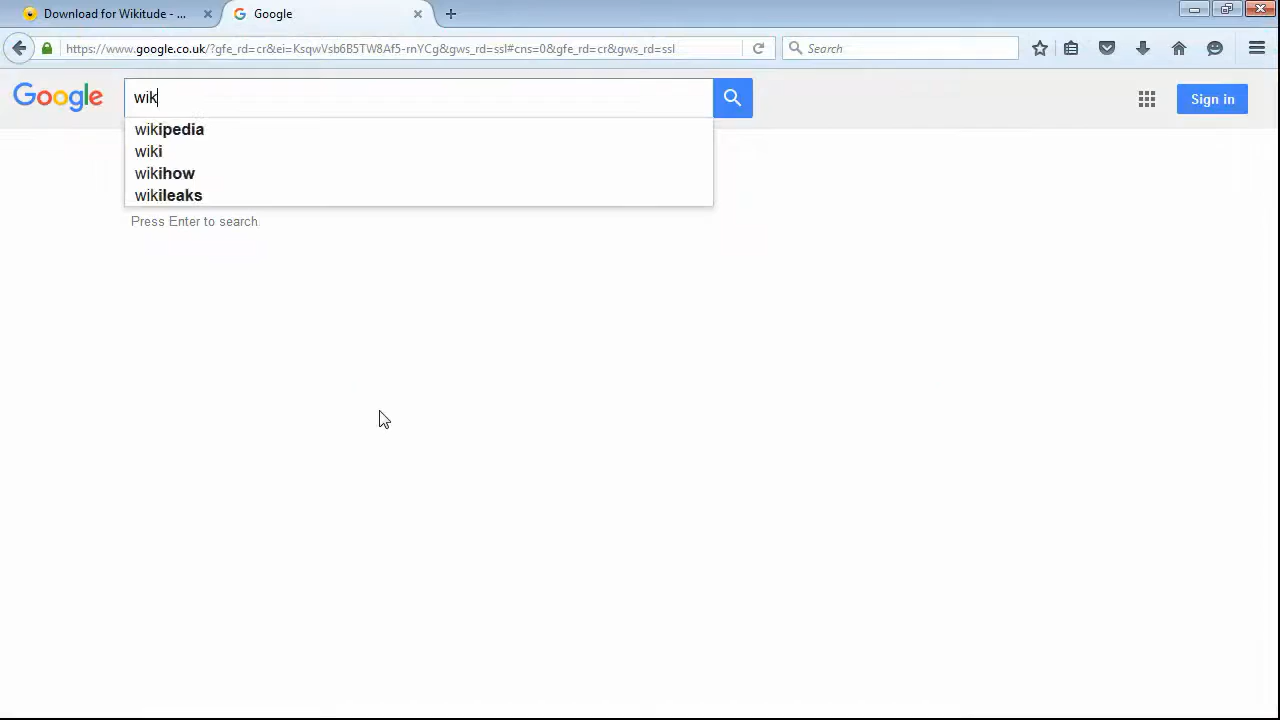 Download for Wikitude - ...
Google
https://www.google.co.uk/?gfe_rd=cr&ei=KsqwVsb6B5TW8Af5-rnYCg&gws_rd=ssl#cns=0&gfe_rd=cr&gws_rd=ssl
Search
Google
wik
Sign in
wikipedia
wiki
wikihow
wikileaks
Press Enter to search.